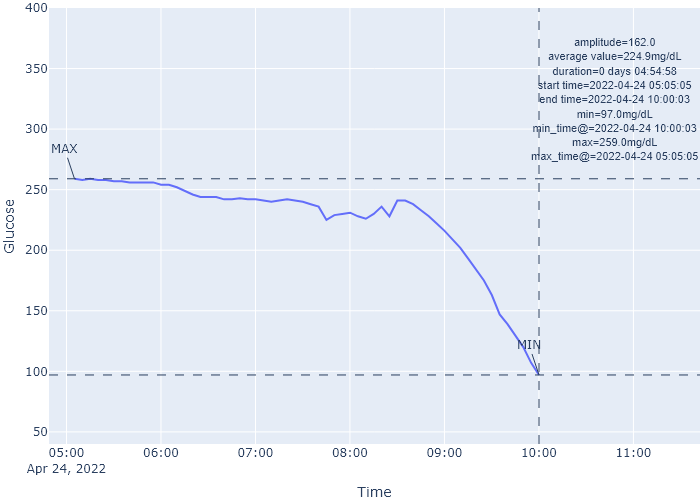 400
350
300
250
200
150
100
50
Glucose
MAX
MIN
amplitude=162.0
average value=224.9mg/dL
duration=0 days 04:54:58
start time=2022-04-24 05:05:05
end time=2022-04-24 10:00:03
min=97.0mg/dL
min_time@=2022-04-24 10:00:03
max=259.0mg/dL
max_time@=2022-04-24 05:05:05
05:00 06:00 07:00 08:00 09:00 10:00 11:00
Apr 24, 2022
Time